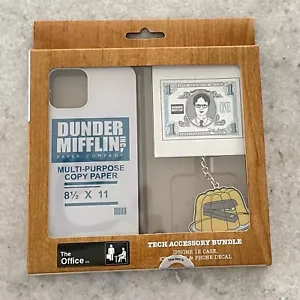 DUNDER
MIFFLIN INC.
PAPER COMPANY
MULTI-PURPOSE
COPY PAPER
8½ X 11
The
Office
TECH ACCESSORY BUNDLE
IPHONE 12 CASE,
& PHONE DECAL